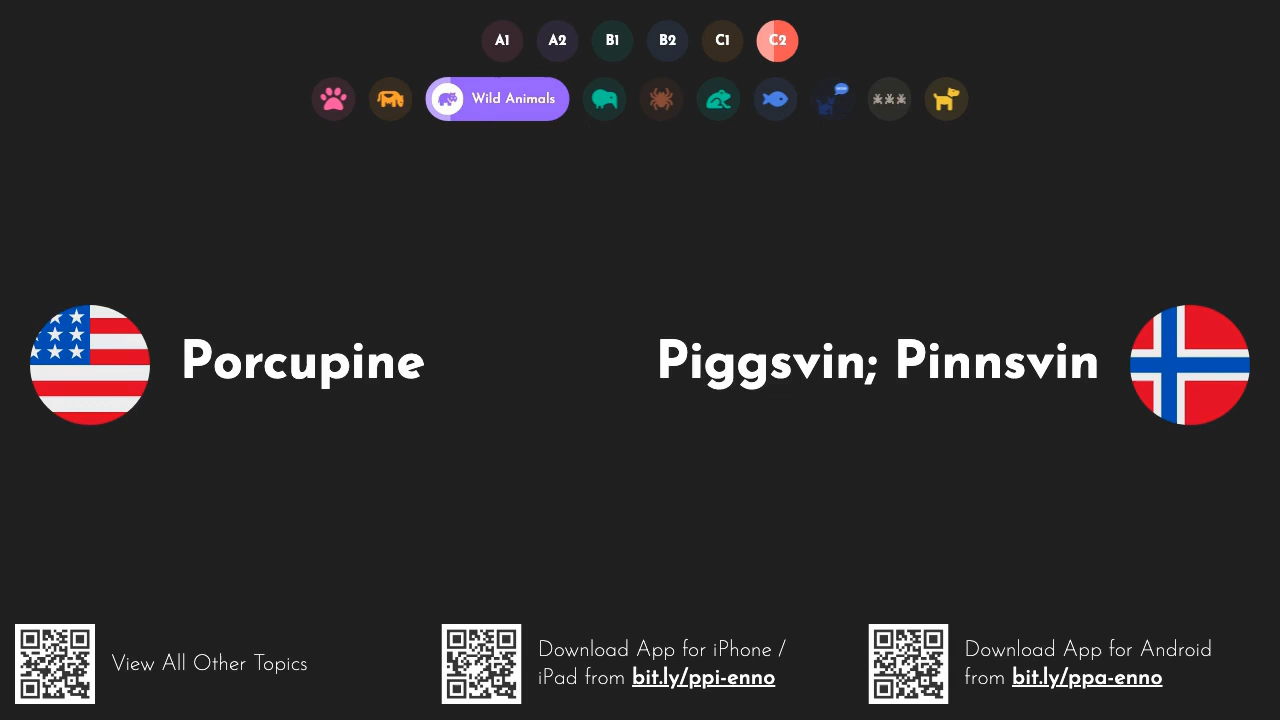 A1 A2 B1 B2 C1 C2
Wild Animals
Porcupine
Piggsvin; Pinnsvin
View All Other Topics
Download App for iPhone /
iPad from bit.ly/ppi-enno
Download App for Android
from bit.ly/ppa-enno